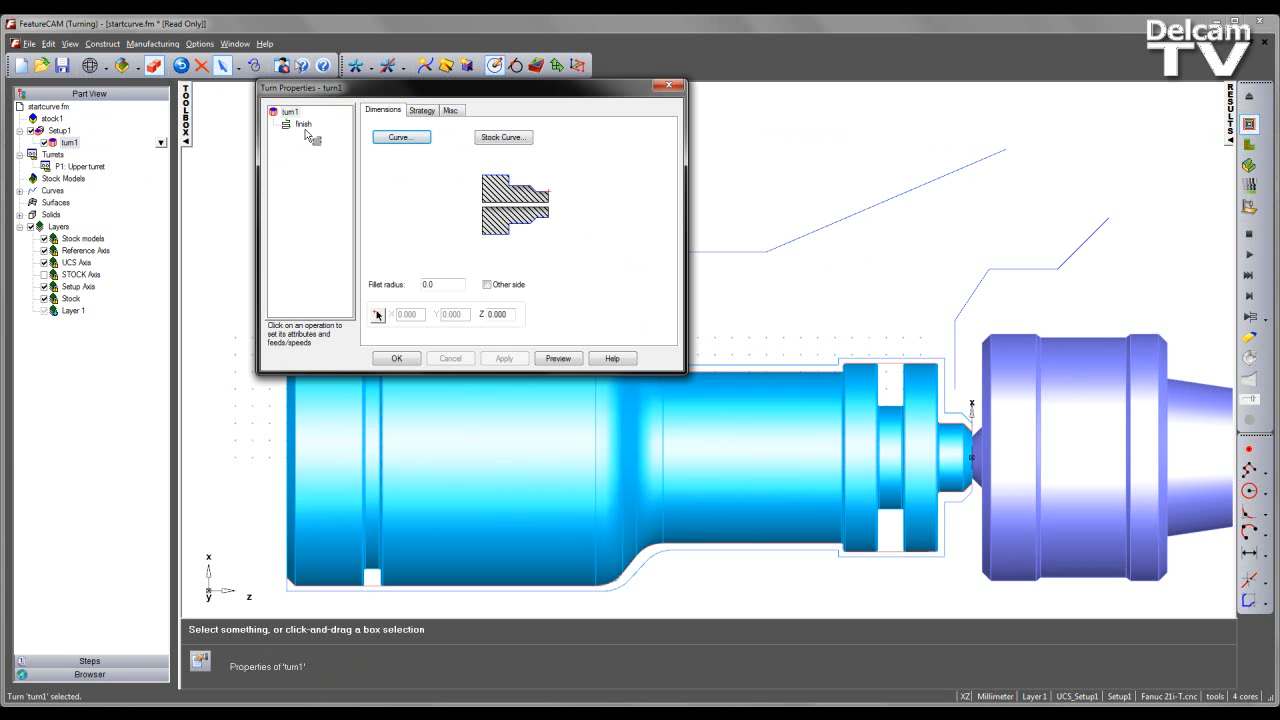 FeatureCAM (Turning) - [startcurve.fm * [Read Only]]
Delcam
TV
File Edit View Construct Manufacturing Options Window Help
Part View
startcurve.fm
stock1
Setup1
turn1
Turrets
P1: Upper turret
Stock Models
Curves
Surfaces
Solids
Layers
Stock models
Reference Axis
UCS Axis
STOCK Axis
Setup Axis
Stock
Layer 1
Steps
Browser
TOOLBOX
RESULTS
Turn Properties - turn1
turn1
finish
Click on an operation to
set its attributes and
feeds/speeds
Dimensions Strategy Misc
Curve... Stock Curve...
Fillet radius: 0.0 Other side
X 0.000 Y 0.000 Z 0.000
OK Cancel Apply Preview Help
x
x
y
z
Select something, or click-and-drag a box selection
Properties of 'turn1'
Turn 'turn1' selected.
XZ Millimeter Layer 1 UCS_Setup1 Setup1 Fanuc 21i-T.cnc tools 4 cores